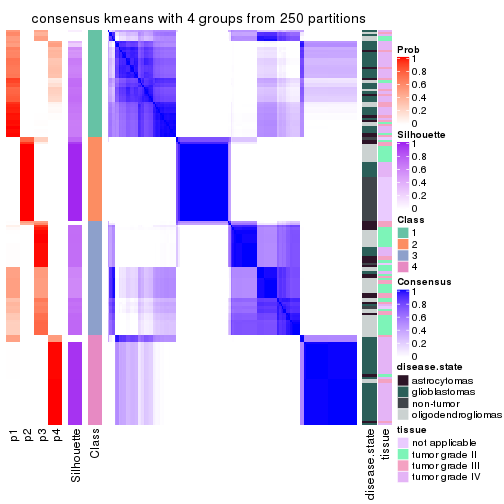 consensus kmeans with 4 groups from 250 partitions
Prob
1
0.8
0.6
0.4
0.2
0
Silhouette
1
0.8
0.6
0.4
0.2
0
Class
1
2
3
4
Consensus
1
0.8
0.6
0.4
0.2
0
disease.state
astrocytomas
glioblastomas
non-tumor
oligodendrogliomas
tissue
not applicable
tumor grade II
tumor grade III
tumor grade IV
p1
p2
p3
p4
Silhouette
Class
disease.state
tissue